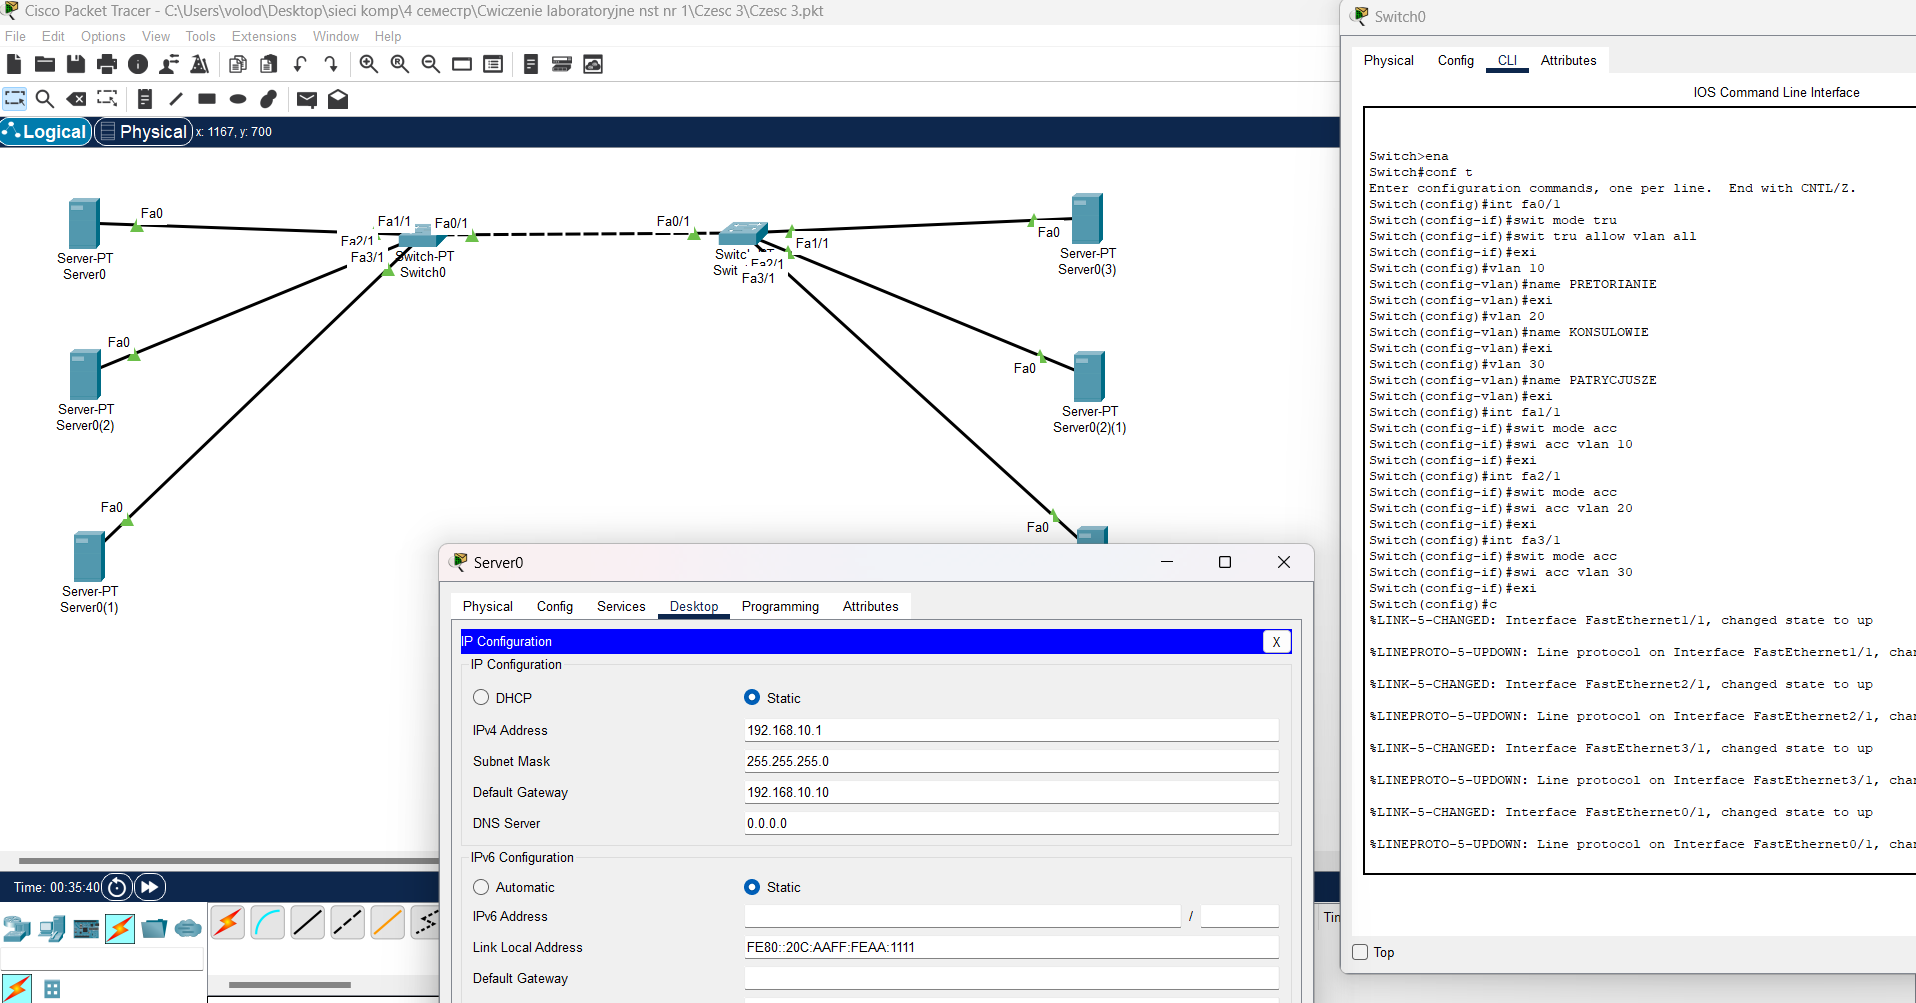 Cisco Packet Tracer - C:\Users\volod\Desktop\sieci komp\4 семестр\Cwiczenie laboratoryjne nst nr 1\Czesc 3\Czesc 3.pkt
File Edit Options View Tools Extensions Window Help
Logical Physical x: 1167, y: 700
Fa0
Server-PT
Server0
Fa1/1
Fa0/1
Fa2/1
Fa3/1
Switch-PT
Switch0
Fa0/1
Fa1/1
Fa2/1
Fa3/1
Fa0
Server-PT
Server0(3)
Fa0
Server-PT
Server0(2)
Fa0
Server-PT
Server0(2)(1)
Fa0
Server-PT
Server0(1)
Fa0
Time: 00:35:40
Server0
Physical Config Services Desktop Programming Attributes
IP Configuration X
IP Configuration
DHCP Static
IPv4 Address 192.168.10.1
Subnet Mask 255.255.255.0
Default Gateway 192.168.10.10
DNS Server 0.0.0.0
IPv6 Configuration
Automatic Static
IPv6 Address /
Link Local Address FE80::20C:AAFF:FEAA:1111
Default Gateway
Switch0
Physical Config CLI Attributes
IOS Command Line Interface
Switch>ena
Switch#conf t
Enter configuration commands, one per line.  End with CNTL/Z.
Switch(config)#int fa0/1
Switch(config-if)#swit mode tru
Switch(config-if)#swit tru allow vlan all
Switch(config-if)#exi
Switch(config)#vlan 10
Switch(config-vlan)#name PRETORIANIE
Switch(config-vlan)#exi
Switch(config)#vlan 20
Switch(config-vlan)#name KONSULOWIE
Switch(config-vlan)#exi
Switch(config)#vlan 30
Switch(config-vlan)#name PATRYCJUSZE
Switch(config-vlan)#exi
Switch(config)#int fa1/1
Switch(config-if)#swit mode acc
Switch(config-if)#swi acc vlan 10
Switch(config-if)#exi
Switch(config)#int fa2/1
Switch(config-if)#swit mode acc
Switch(config-if)#swi acc vlan 20
Switch(config-if)#exi
Switch(config)#int fa3/1
Switch(config-if)#swit mode acc
Switch(config-if)#swi acc vlan 30
Switch(config-if)#exi
Switch(config)#c
%LINK-5-CHANGED: Interface FastEthernet1/1, changed state to up
%LINEPROTO-5-UPDOWN: Line protocol on Interface FastEthernet1/1, chan
%LINK-5-CHANGED: Interface FastEthernet2/1, changed state to up
%LINEPROTO-5-UPDOWN: Line protocol on Interface FastEthernet2/1, chan
%LINK-5-CHANGED: Interface FastEthernet3/1, changed state to up
%LINEPROTO-5-UPDOWN: Line protocol on Interface FastEthernet3/1, chan
%LINK-5-CHANGED: Interface FastEthernet0/1, changed state to up
%LINEPROTO-5-UPDOWN: Line protocol on Interface FastEthernet0/1, chan
Top